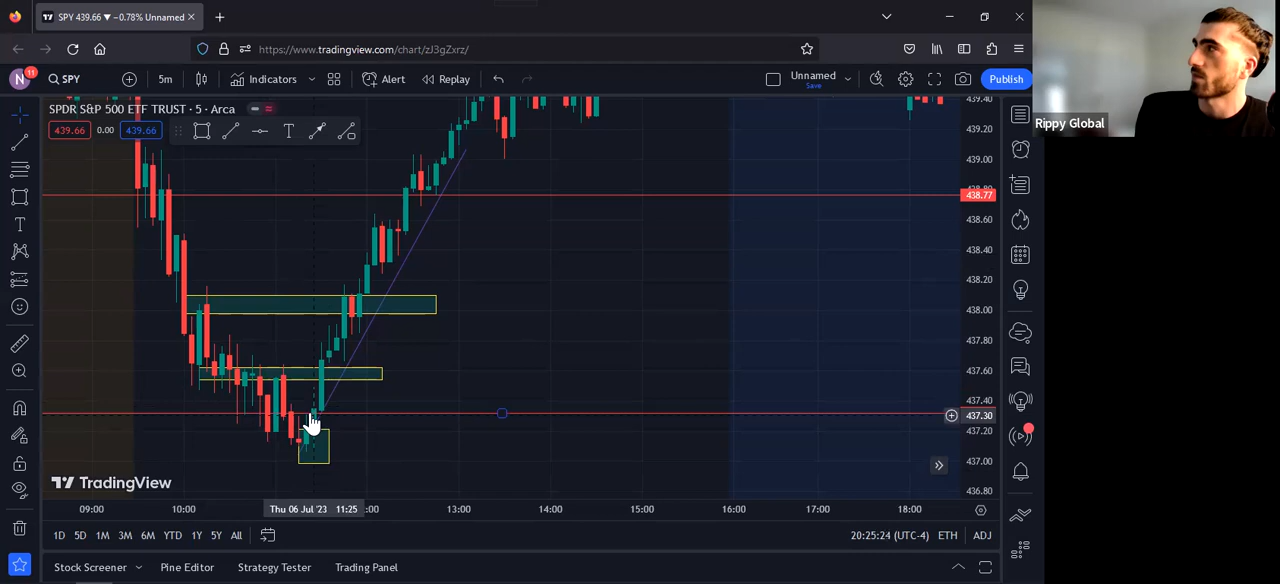 SPY 439.66 ▼ −0.78% Unnamed
https://www.tradingview.com/chart/zJ3gZxrz/
N 11 SPY 5m Indicators Alert Replay Unnamed Save Publish
SPDR S&P 500 ETF TRUST · 5 · Arca
439.66 0.00 439.66
T
T
Rippy Global
439.40
439.20
439.00
438.77
438.60
438.40
438.20
438.00
437.80
437.60
437.40
437.30
437.20
437.00
436.80
TradingView
09:00 10:00 Thu 06 Jul '23 11:25 :00 13:00 14:00 15:00 16:00 17:00 18:00
1D 5D 1M 3M 6M YTD 1Y 5Y All 20:25:24 (UTC-4) ETH ADJ
Stock Screener Pine Editor Strategy Tester Trading Panel